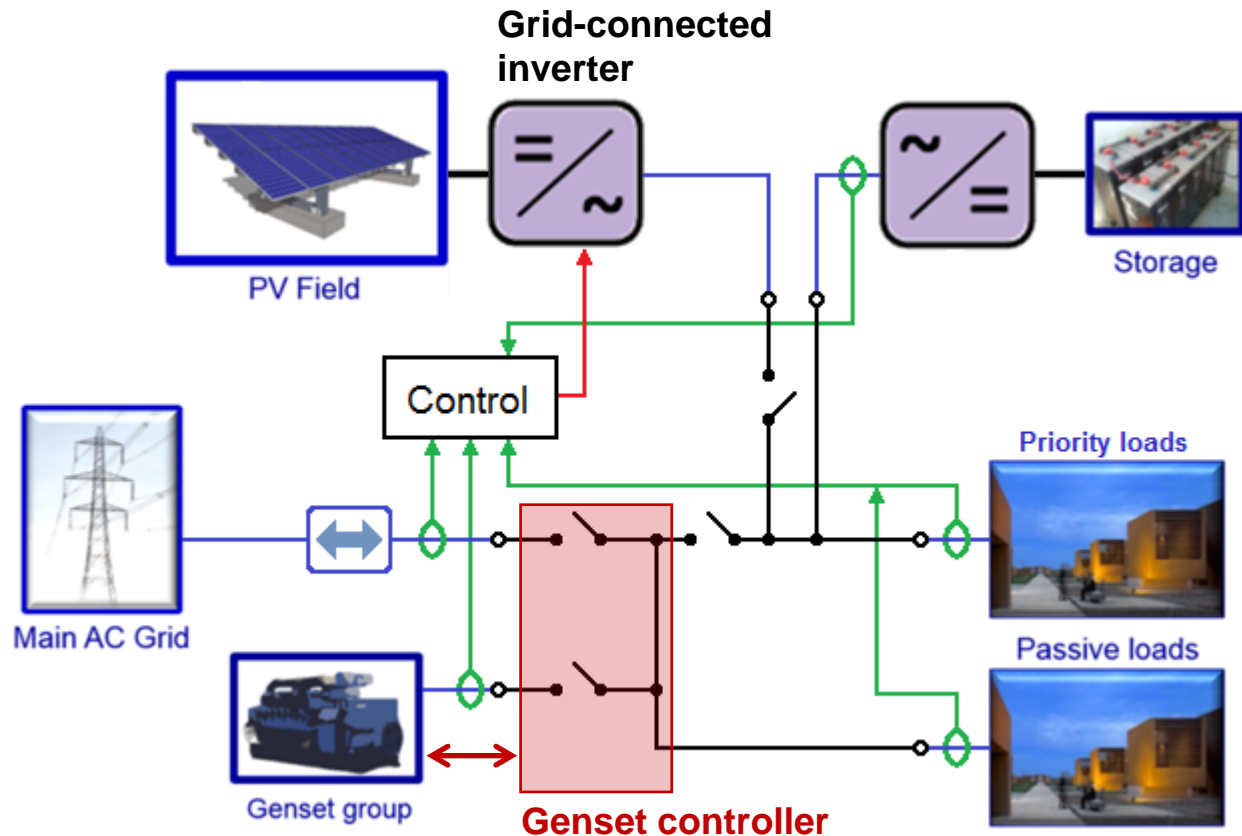 Grid-connected
inverter
PV Field
Storage
Control
Priority loads
Main AC Grid
Passive loads
Genset group
Genset controller